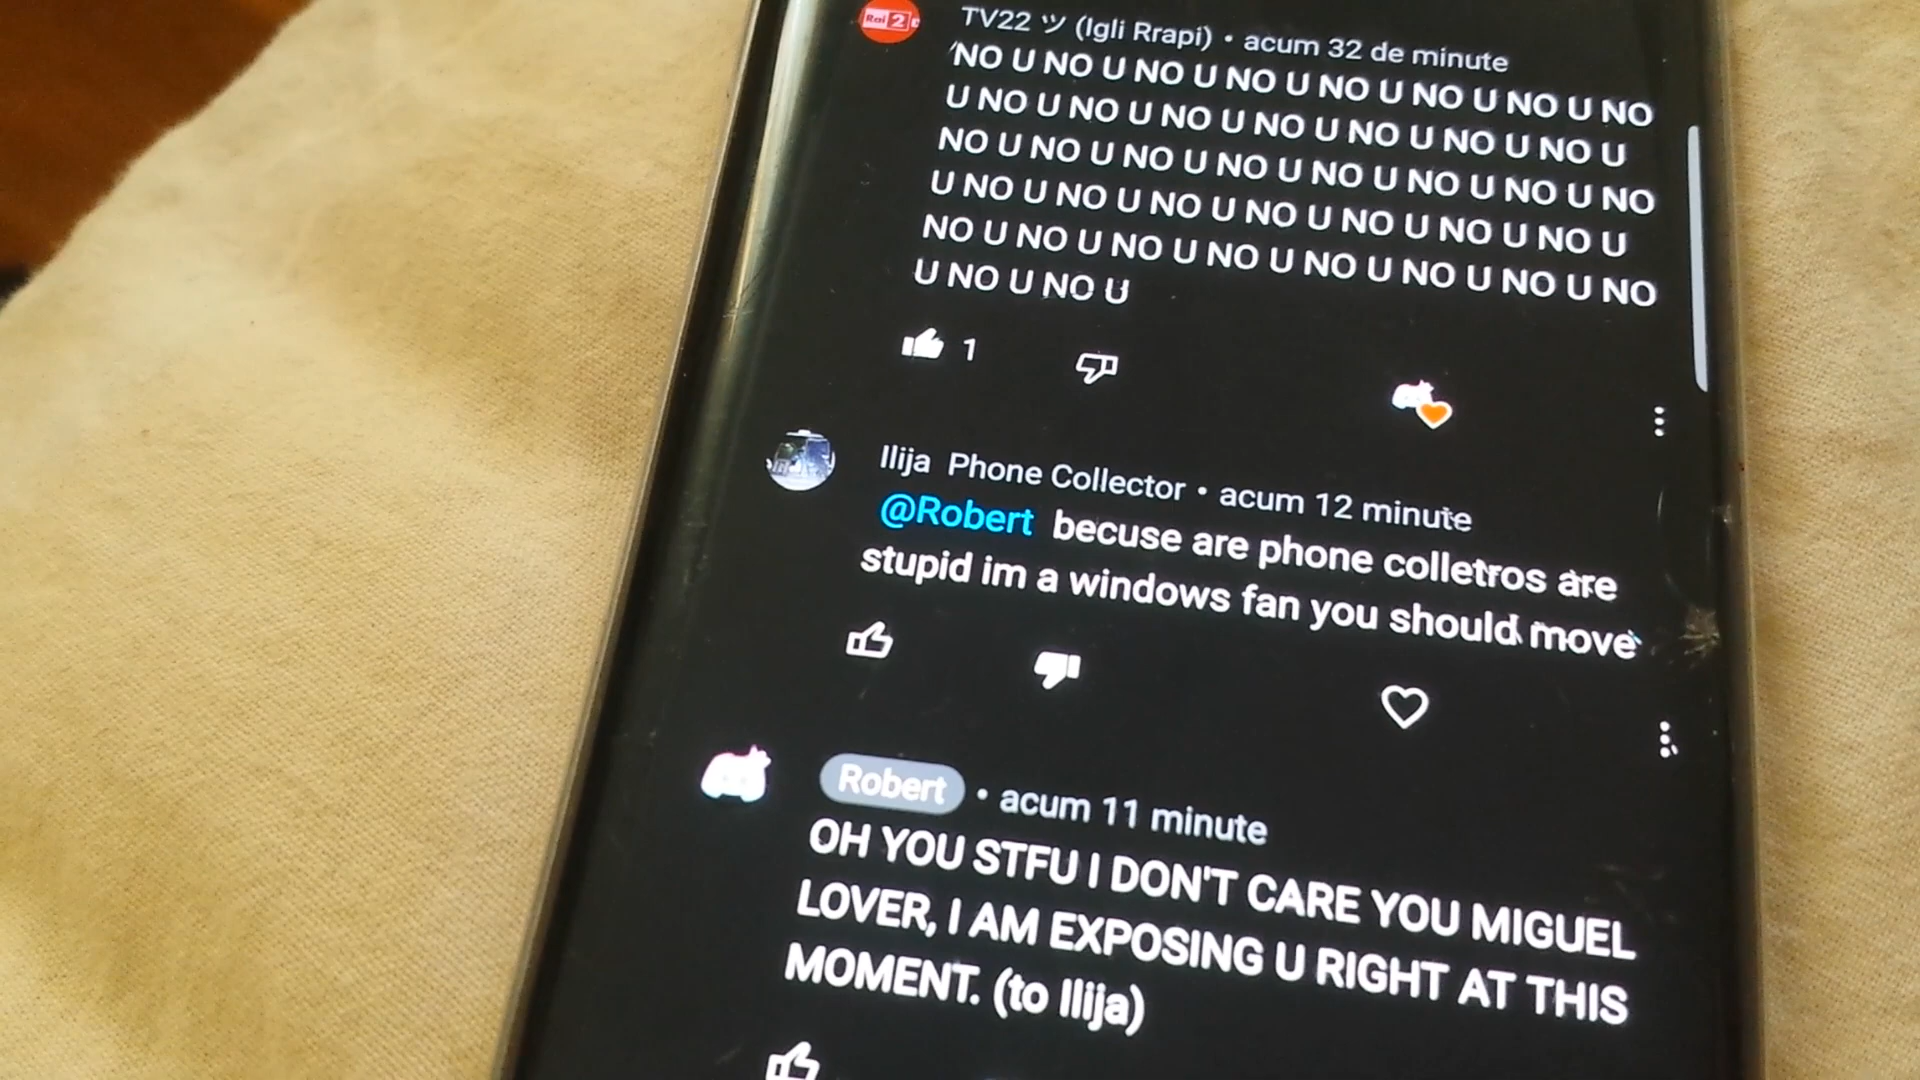 Rai 2
TV22 ツ (Igli Rrapi) • acum 32 de minute
NO U NO U NO U NO U NO U NO U NO U NO
U NO U NO U NO U NO U NO U NO U NO U
NO U NO U NO U NO U NO U NO U NO U NO
U NO U NO U NO U NO U NO U NO U NO U
NO U NO U NO U NO U NO U NO U NO U NO
U NO U NO U
1
Ilija Phone Collector • acum 12 minute
@Robert becuse are phone colletros are
stupid im a windows fan you should move
Robert • acum 11 minute
OH YOU STFU I DON'T CARE YOU MIGUEL
LOVER, I AM EXPOSING U RIGHT AT THIS
MOMENT. (to Ilija)